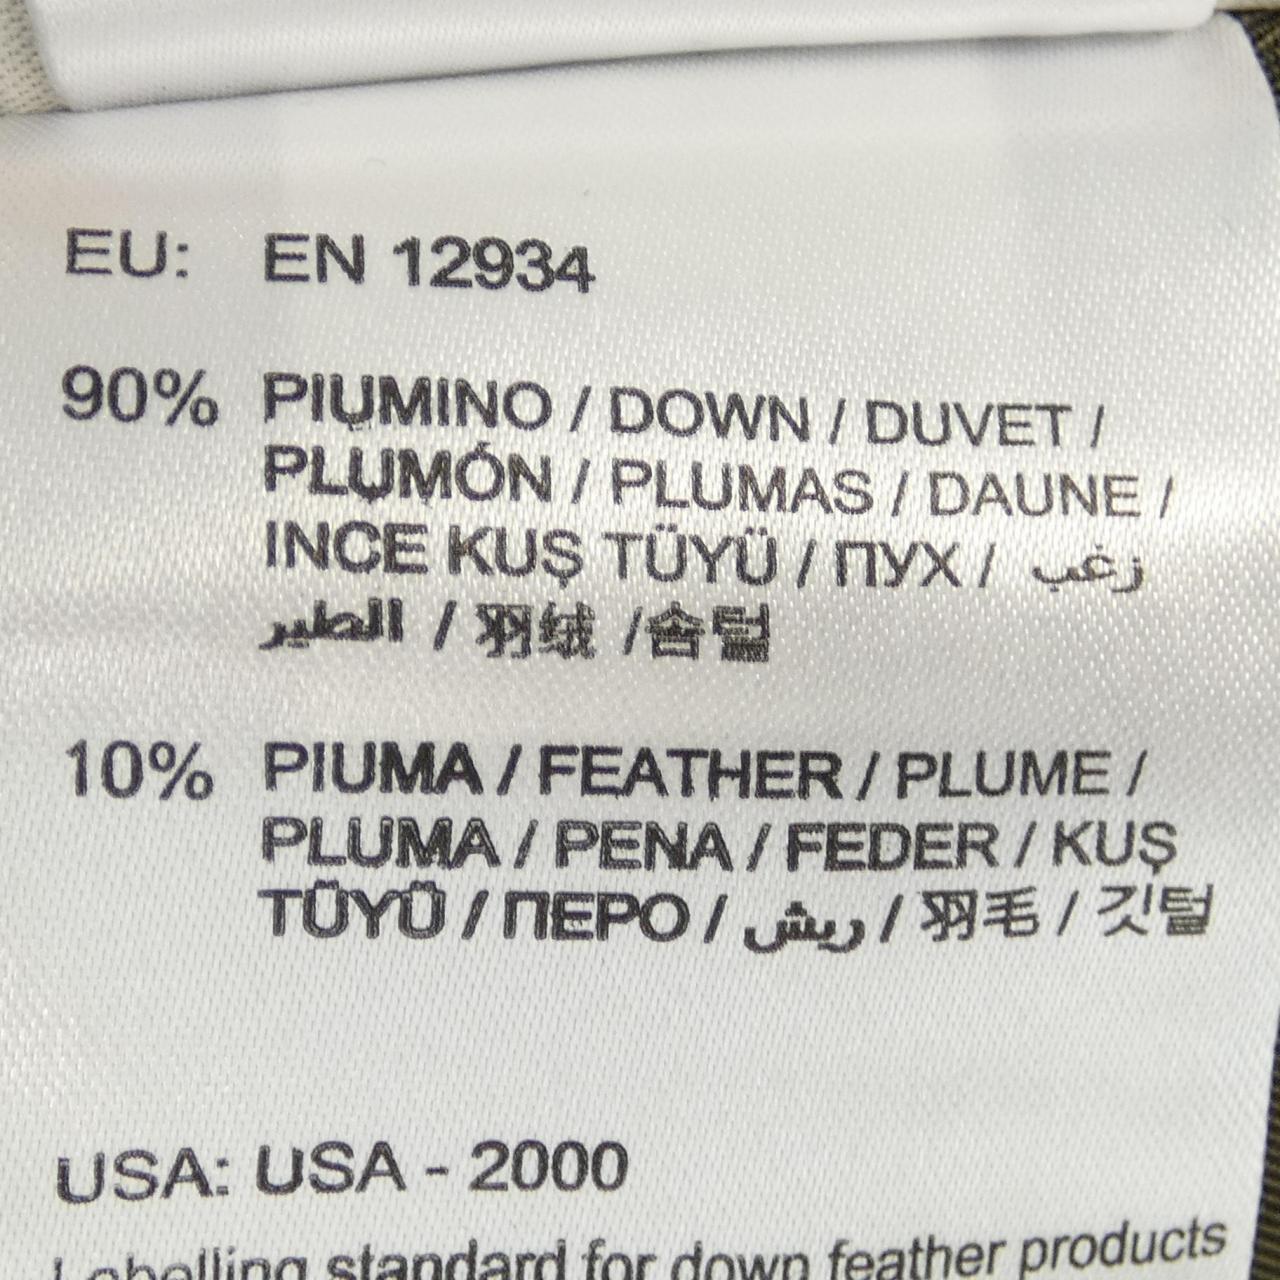 EU: EN 12934
90% PIUMINO / DOWN / DUVET /
PLUMÓN / PLUMAS / DAUNE /
INCE KUŞ TÜYÜ / ПУХ / زغب
الطير / 羽绒 /솜털
10% PIUMA / FEATHER / PLUME /
PLUMA / PENA / FEDER / KUŞ
TÜYÜ / ПЕРО / ريش / 羽毛 / 깃털
USA: USA - 2000
Labelling standard for down feather products